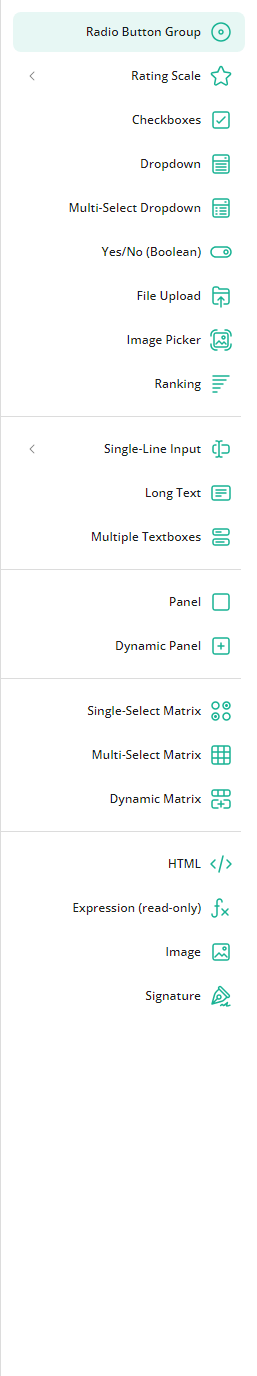 Radio Button Group
Rating Scale
Checkboxes
Dropdown
Multi-Select Dropdown
Yes/No (Boolean)
File Upload
Image Picker
Ranking
Single-Line Input
Long Text
Multiple Textboxes
Panel
Dynamic Panel
Single-Select Matrix
Multi-Select Matrix
Dynamic Matrix
HTML
Expression (read-only)
Image
Signature